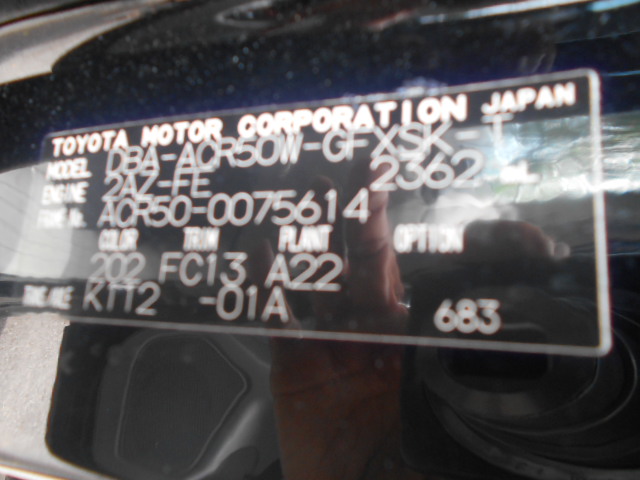 TOYOTA MOTOR CORPORATION JAPAN
MODEL DBA-ACR50W-GFXSK-T
ENGINE 2AZ-FE 2362 mL
FRAME No. ACR50-0075614
COLOR TRIM PLANT OPTION
202 FC13 A22
K112 -01A 683